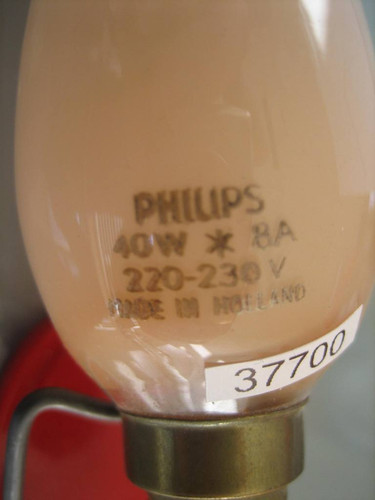 PHILIPS
40W * 8A
220-230 V
MADE IN HOLLAND
37700